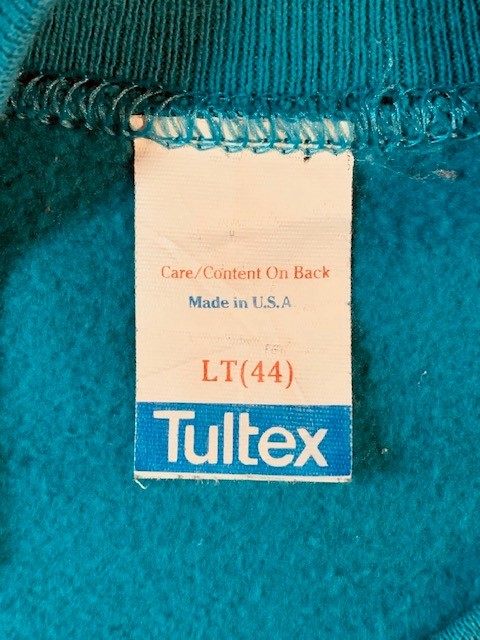 Care/Content On Back
Made in U.S.A
LT(44)
Tultex